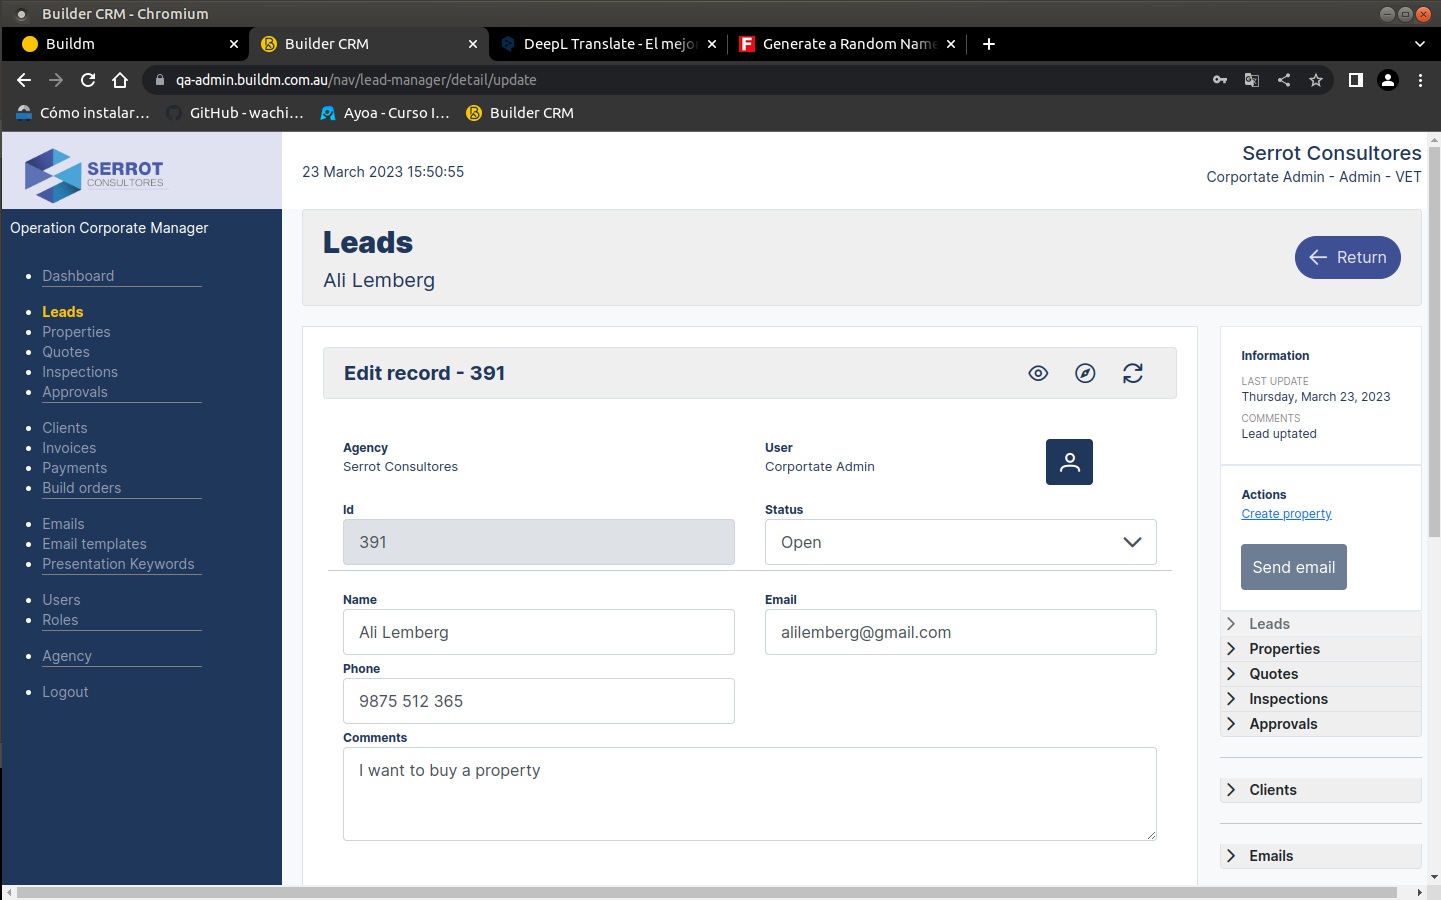 Builder CRM - Chromium
Buildm
Builder CRM
DeepL Translate - El mejo
Generate a Random Name
qa-admin.buildm.com.au/nav/lead-manager/detail/update
Cómo instalar...
GitHub - wachi...
Ayoa - Curso I...
Builder CRM
SERROT
CONSULTORES
Operation Corporate Manager
Dashboard
Leads
Properties
Quotes
Inspections
Approvals
Clients
Invoices
Payments
Build orders
Emails
Email templates
Presentation Keywords
Users
Roles
Agency
Logout
23 March 2023 15:50:55
Serrot Consultores
Corportate Admin - Admin - VET
Leads
Ali Lemberg
Return
Edit record - 391
Agency
Serrot Consultores
User
Corportate Admin
Id
391
Status
Open
Name
Ali Lemberg
Email
alilemberg@gmail.com
Phone
9875 512 365
Comments
I want to buy a property
Information
LAST UPDATE
Thursday, March 23, 2023
COMMENTS
Lead uptated
Actions
Create property
Send email
Leads
Properties
Quotes
Inspections
Approvals
Clients
Emails